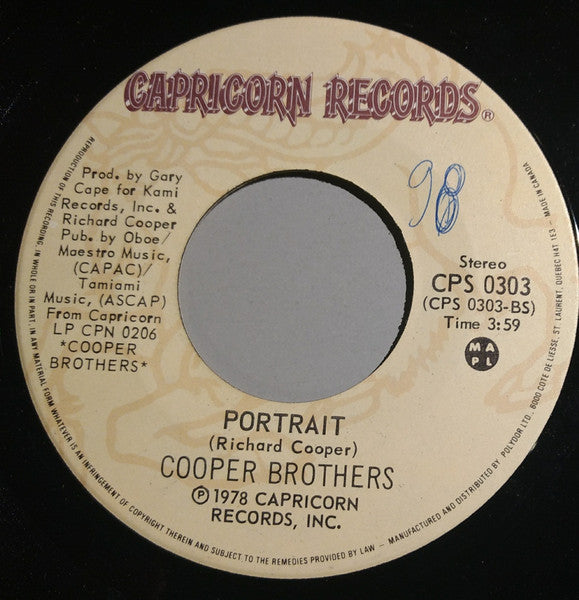 CAPRICORN RECORDS®
98
Prod. by Gary
Cape for Kami
Records, Inc. &
Richard Cooper
Pub. by Oboe/
Maestro Music,
(CAPAC)/
Tamiami
Music, (ASCAP)
From Capricorn
LP CPN 0206
*COOPER
BROTHERS*
Stereo
CPS 0303
(CPS 0303-BS)
Time 3:59
M A
P L
PORTRAIT
(Richard Cooper)
COOPER BROTHERS
℗ 1978 CAPRICORN
RECORDS, INC.
REPRODUCTION OF THIS RECORDING, IN WHOLE OR IN PART, IN ANY MATERIAL FORM WHATEVER IS AN INFRINGEMENT OF COPYRIGHT THEREIN AND SUBJECT TO THE REMEDIES PROVIDED BY LAW – MANUFACTURED AND DISTRIBUTED BY POLYDOR LTD. 6000 COTE DE LIESSE, ST. LAURENT, QUEBEC H4T 1E3 – MADE IN CANADA